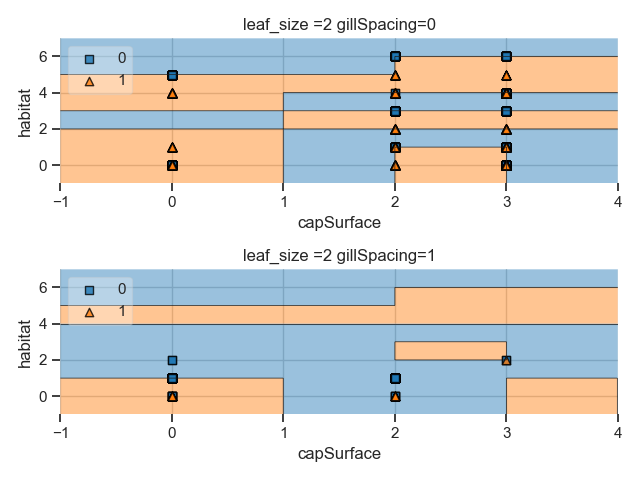 leaf_size =2 gillSpacing=0
0
1
habitat
6
4
2
0
−1 0 1 2 3 4
capSurface
leaf_size =2 gillSpacing=1
0
1
habitat
6
4
2
0
−1 0 1 2 3 4
capSurface